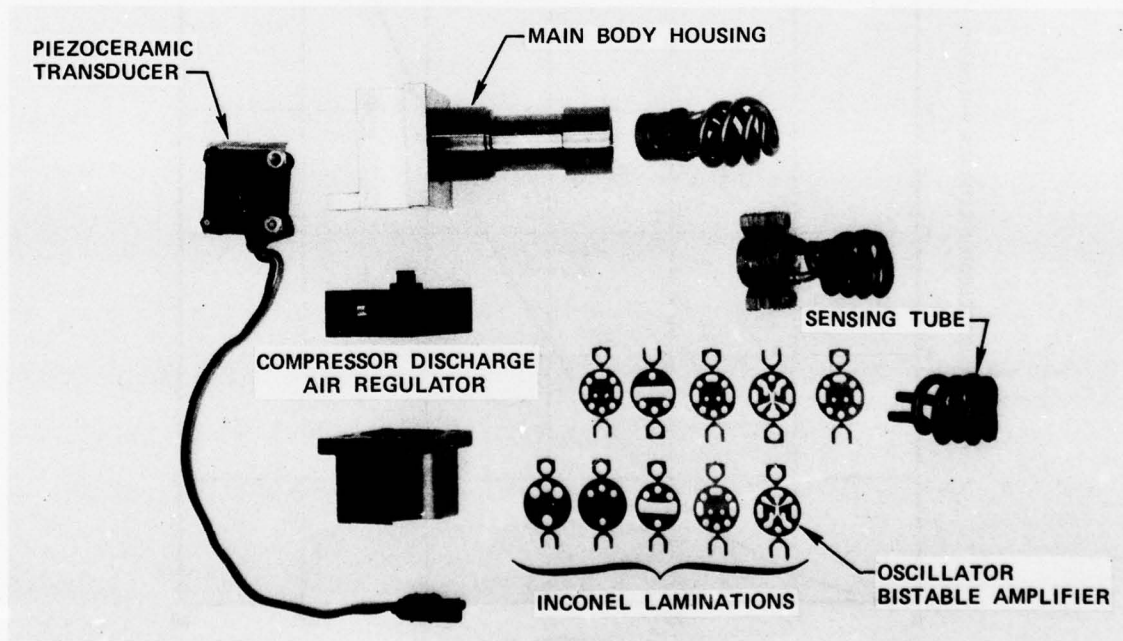 PIEZOCERAMIC
TRANSDUCER
MAIN BODY HOUSING
SENSING TUBE
COMPRESSOR DISCHARGE
AIR REGULATOR
INCONEL LAMINATIONS
OSCILLATOR
BISTABLE AMPLIFIER